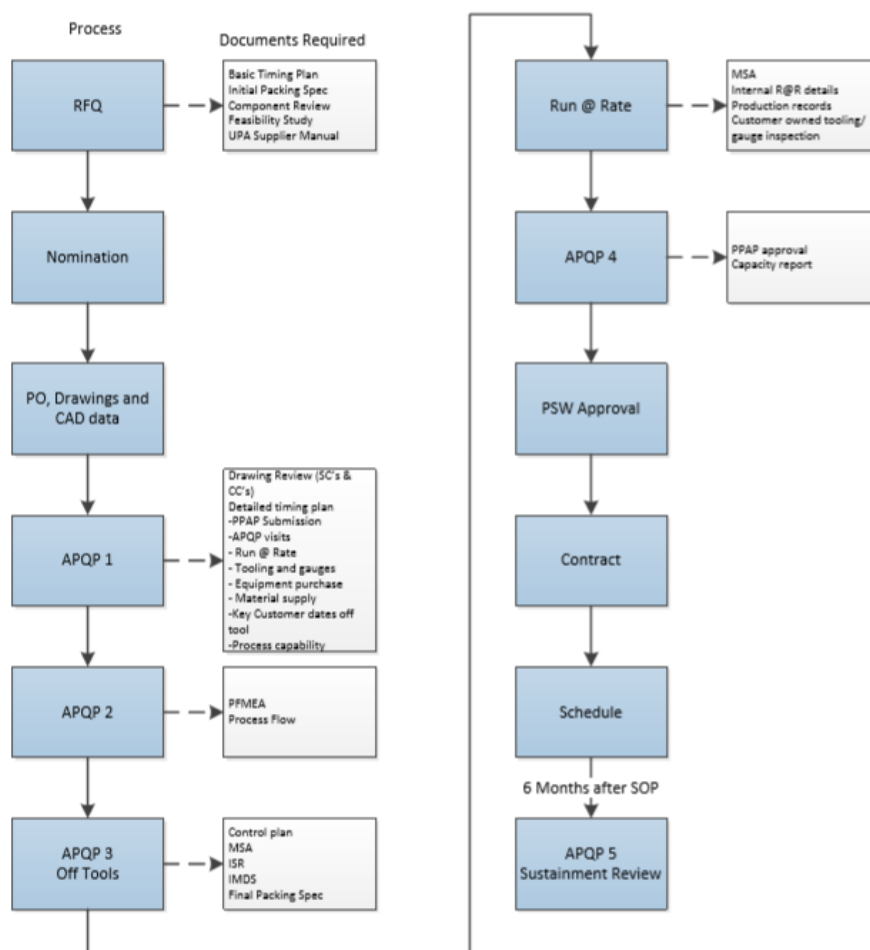 Process
Documents Required
RFQ
Basic Timing Plan
Initial Packing Spec
Component Review
Feasibility Study
UPA Supplier Manual
Nomination
PO, Drawings and
CAD data
APQP 1
Drawing Review (SC's &
CC's)
Detailed timing plan
-PPAP Submission
-APQP visits
- Run @ Rate
- Tooling and gauges
- Equipment purchase
- Material supply
-Key Customer dates off
tool
-Process capability
APQP 2
PFMEA
Process Flow
APQP 3
Off Tools
Control plan
MSA
ISR
IMDS
Final Packing Spec
Run @ Rate
MSA
Internal R@R details
Production records
Customer owned tooling/
gauge inspection
APQP 4
PPAP approval
Capacity report
PSW Approval
Contract
Schedule
6 Months after SOP
APQP 5
Sustainment Review